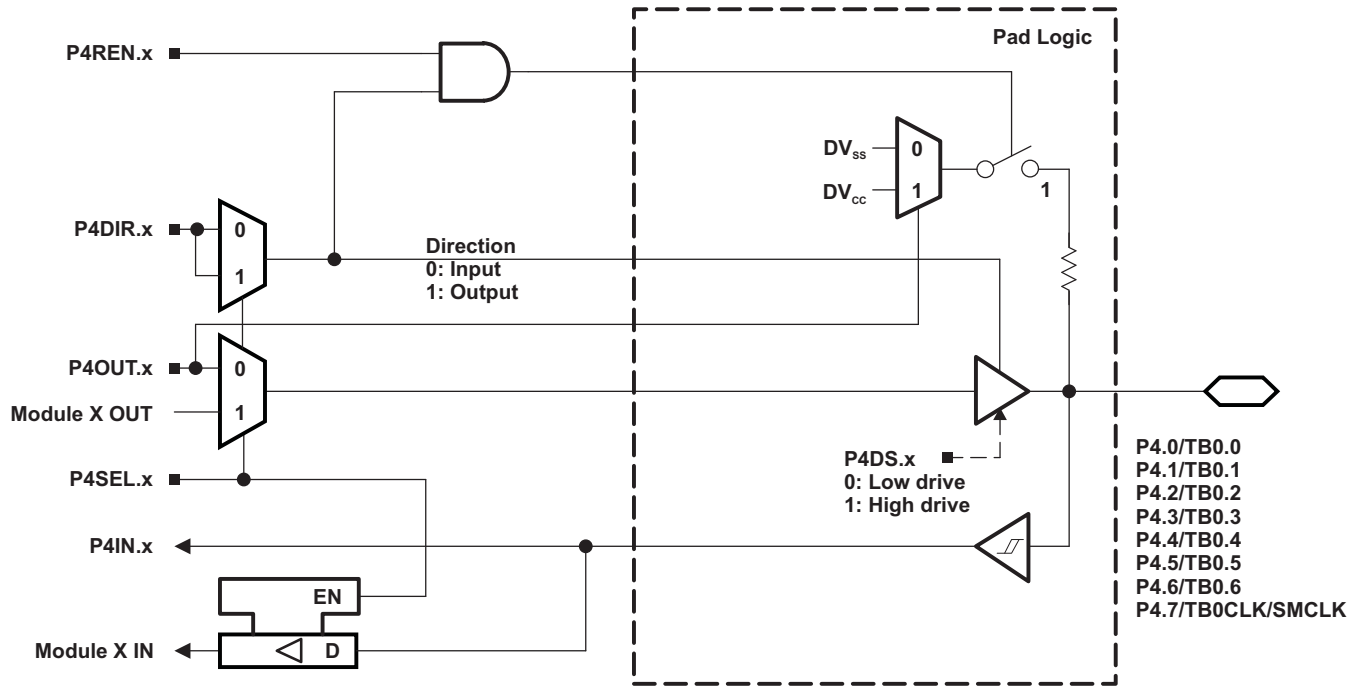 Pad Logic
P4REN.x
DVss
0
DVcc
1
1
P4DIR.x
0
1
Direction
0: Input
1: Output
P4OUT.x
0
Module X OUT
1
P4SEL.x
P4DS.x
0: Low drive
1: High drive
P4IN.x
EN
Module X IN
D
P4.0/TB0.0
P4.1/TB0.1
P4.2/TB0.2
P4.3/TB0.3
P4.4/TB0.4
P4.5/TB0.5
P4.6/TB0.6
P4.7/TB0CLK/SMCLK